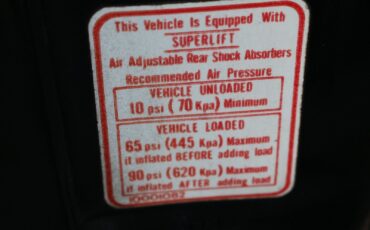 This Vehicle Is Equipped With
SUPERLIFT
Air Adjustable Rear Shock Absorbers
Recommended Air Pressure
VEHICLE UNLOADED
10 psi (70 Kpa) Minimum
VEHICLE LOADED
65 psi (445 Kpa) Maximum
if inflated BEFORE adding load
90 psi (620 Kpa) Maximum
if inflated AFTER adding load
10001082